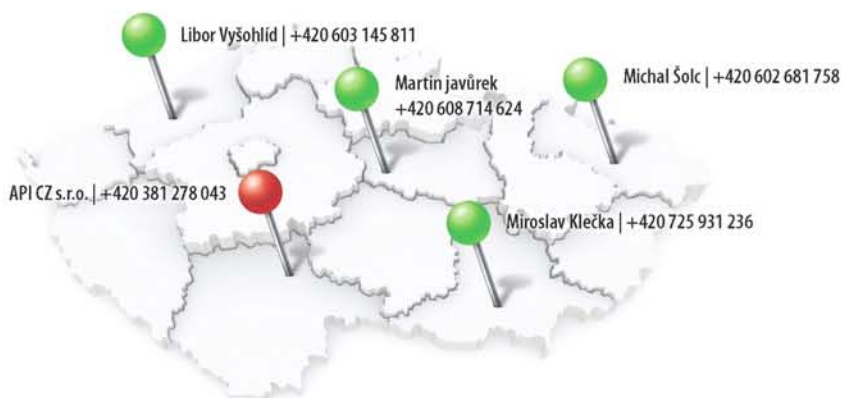 Libor Vyšohlíd | +420 603 145 811
Martin javůrek
+420 608 714 624
Michal Šolc | +420 602 681 758
API CZ s.r.o. | +420 381 278 043
Miroslav Klečka | +420 725 931 236